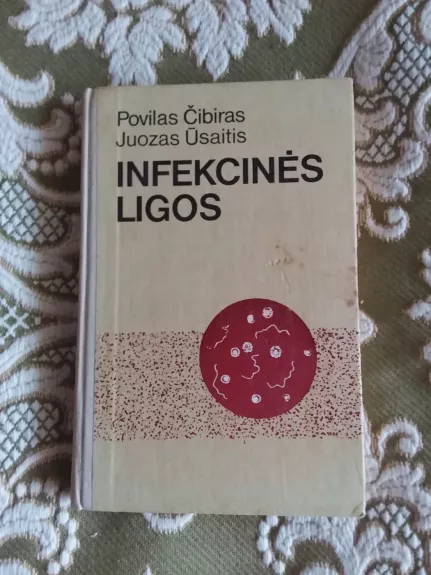 Povilas Čibiras
Juozas Ūsaitis
INFEKCINĖS
LIGOS